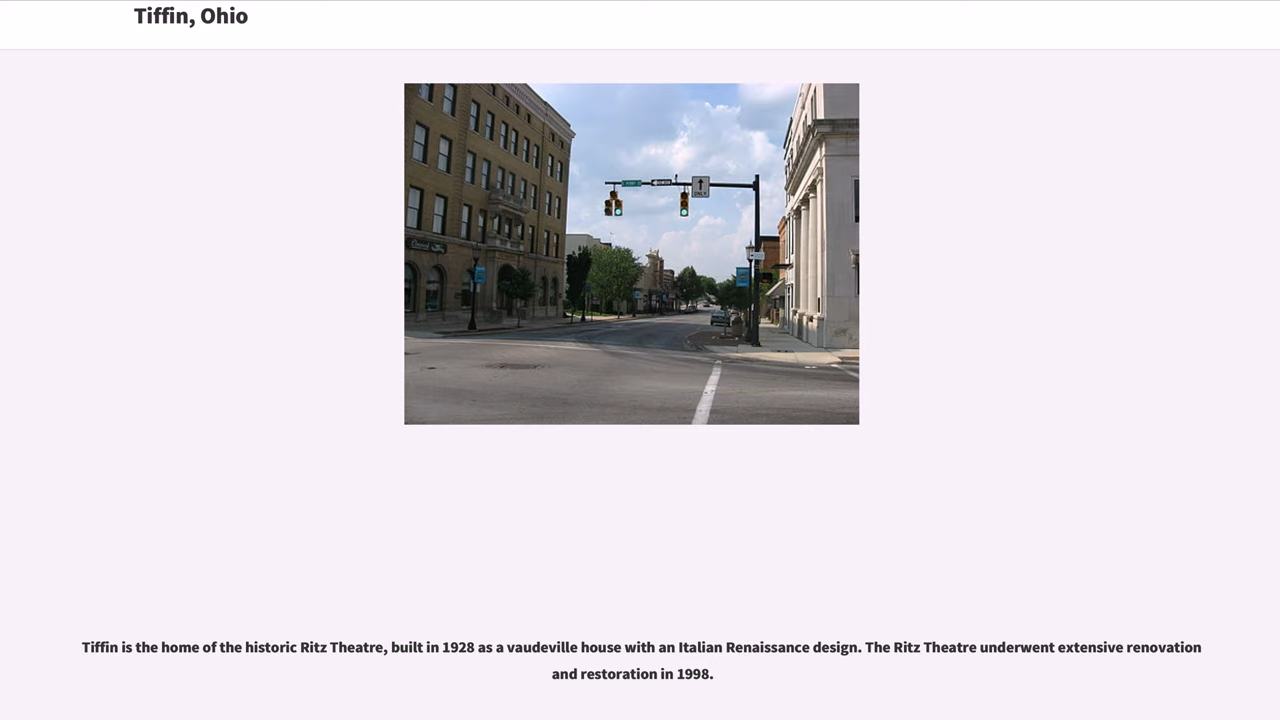 Tiffin, Ohio
ONLY
Tiffin is the home of the historic Ritz Theatre, built in 1928 as a vaudeville house with an Italian Renaissance design. The Ritz Theatre underwent extensive renovation
and restoration in 1998.